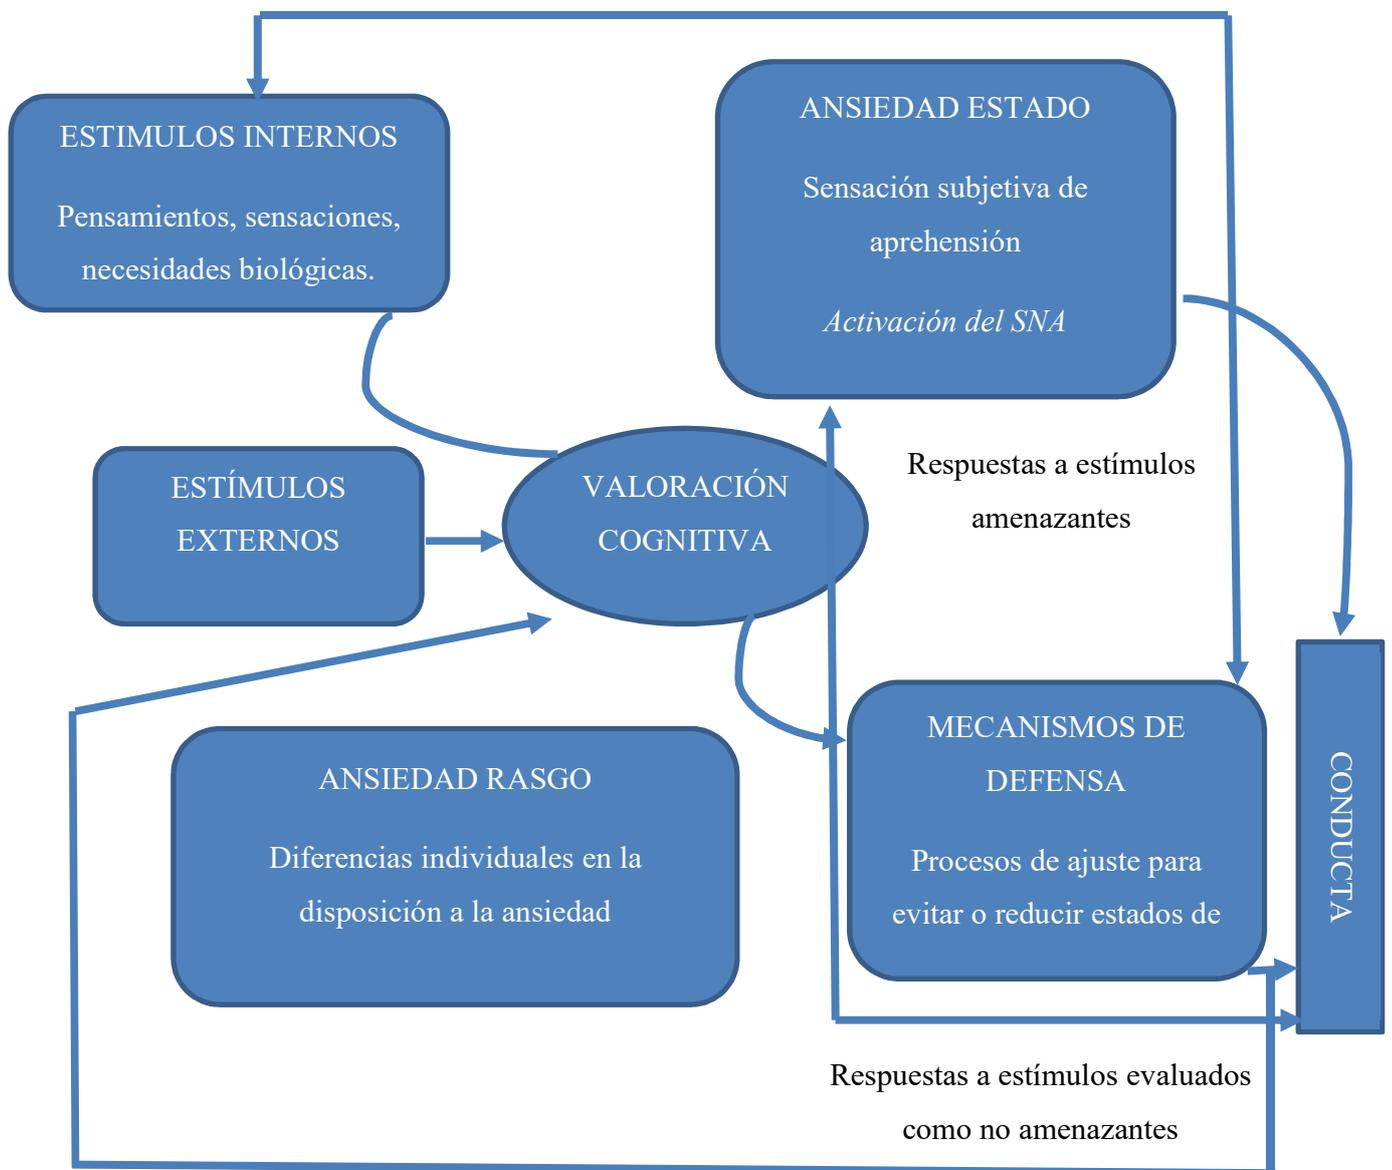 ESTIMULOS INTERNOS
Pensamientos, sensaciones,
necesidades biológicas.
ANSIEDAD ESTADO
Sensación subjetiva de
aprehensión
Activación del SNA
ESTÍMULOS
EXTERNOS
VALORACIÓN
COGNITIVA
Respuestas a estímulos
amenazantes
ANSIEDAD RASGO
Diferencias individuales en la
disposición a la ansiedad
MECANISMOS DE
DEFENSA
Procesos de ajuste para
evitar o reducir estados de
CONDUCTA
Respuestas a estímulos evaluados
como no amenazantes